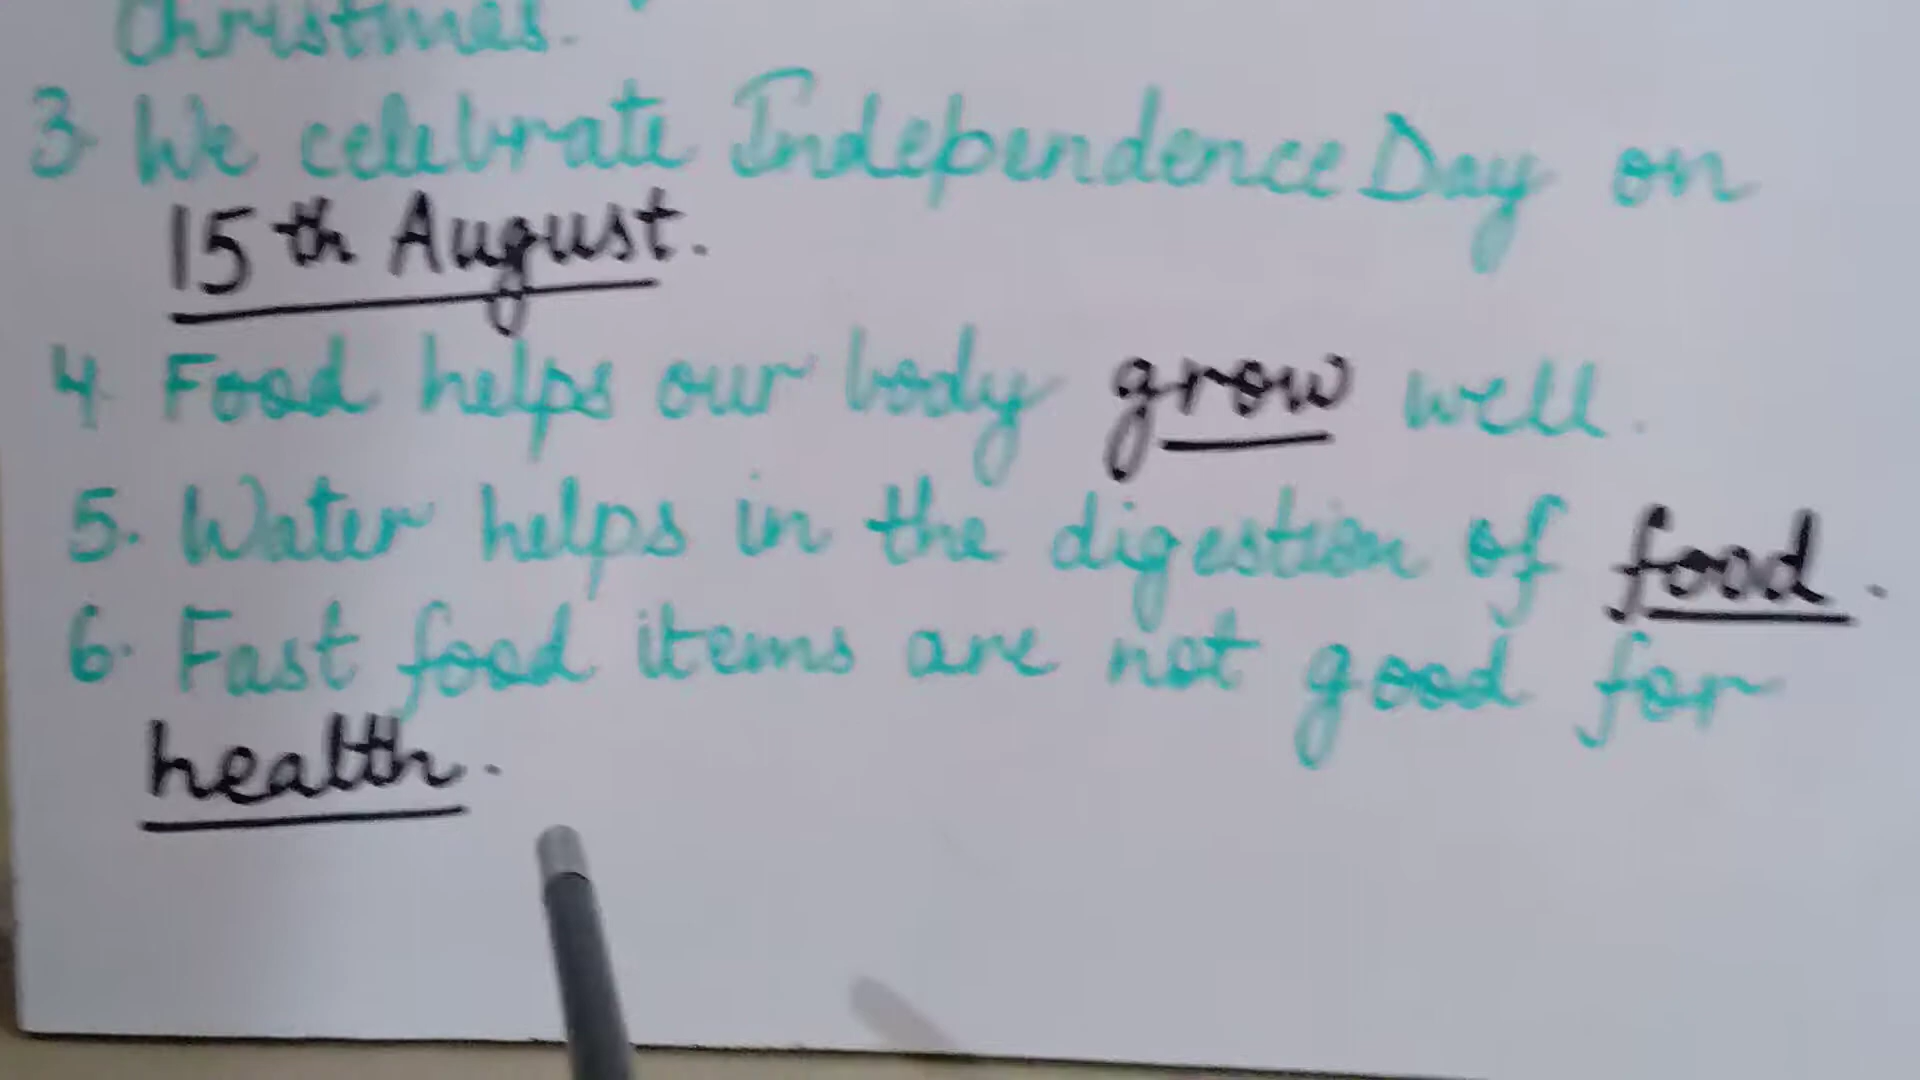 Christmas.
3. We celebrate Independence Day on
15th August.
4. Food helps our body grow well.
5. Water helps in the digestion of food.
6. Fast food items are not good for
health.